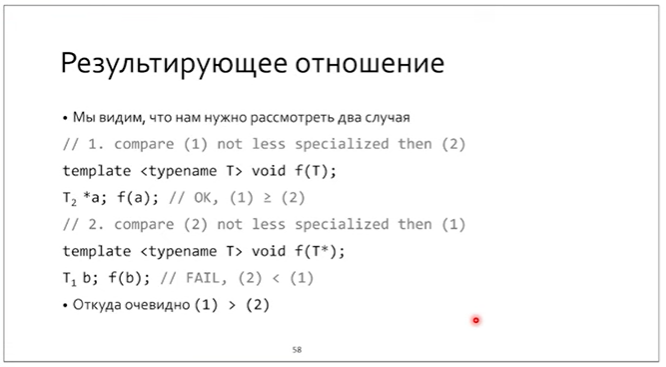 Результирующее отношение
• Мы видим, что нам нужно рассмотреть два случая
// 1. compare (1) not less specialized then (2)
template <typename T> void f(T);
T₂ *a; f(a); // OK, (1) ≥ (2)
// 2. compare (2) not less specialized then (1)
template <typename T> void f(T*);
T₁ b; f(b); // FAIL, (2) < (1)
• Откуда очевидно (1) > (2)
58